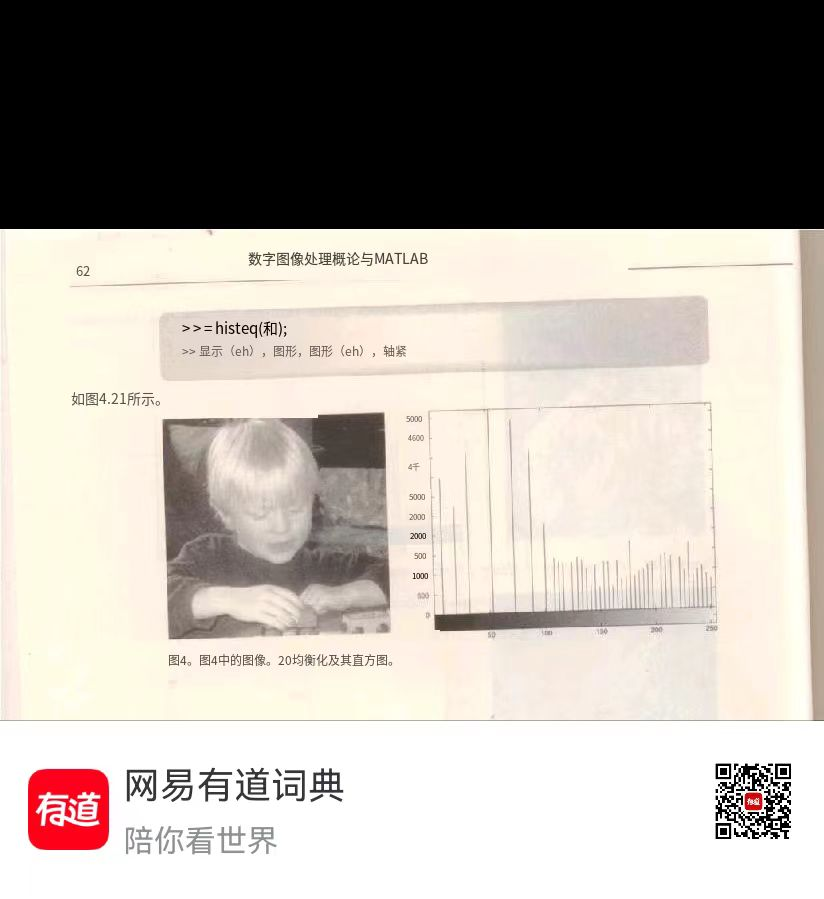 62
数字图像处理概论与MATLAB
>>=histeq(和);
>> 显示（eh），图形，图形（eh），轴紧
如图4.21所示。
5000
4600
4千
5000
2000
2000
500
1000
500
0
50
100
150
200
250
图4。图4中的图像。20均衡化及其直方图。
网易有道词典
陪你看世界
有道
有道